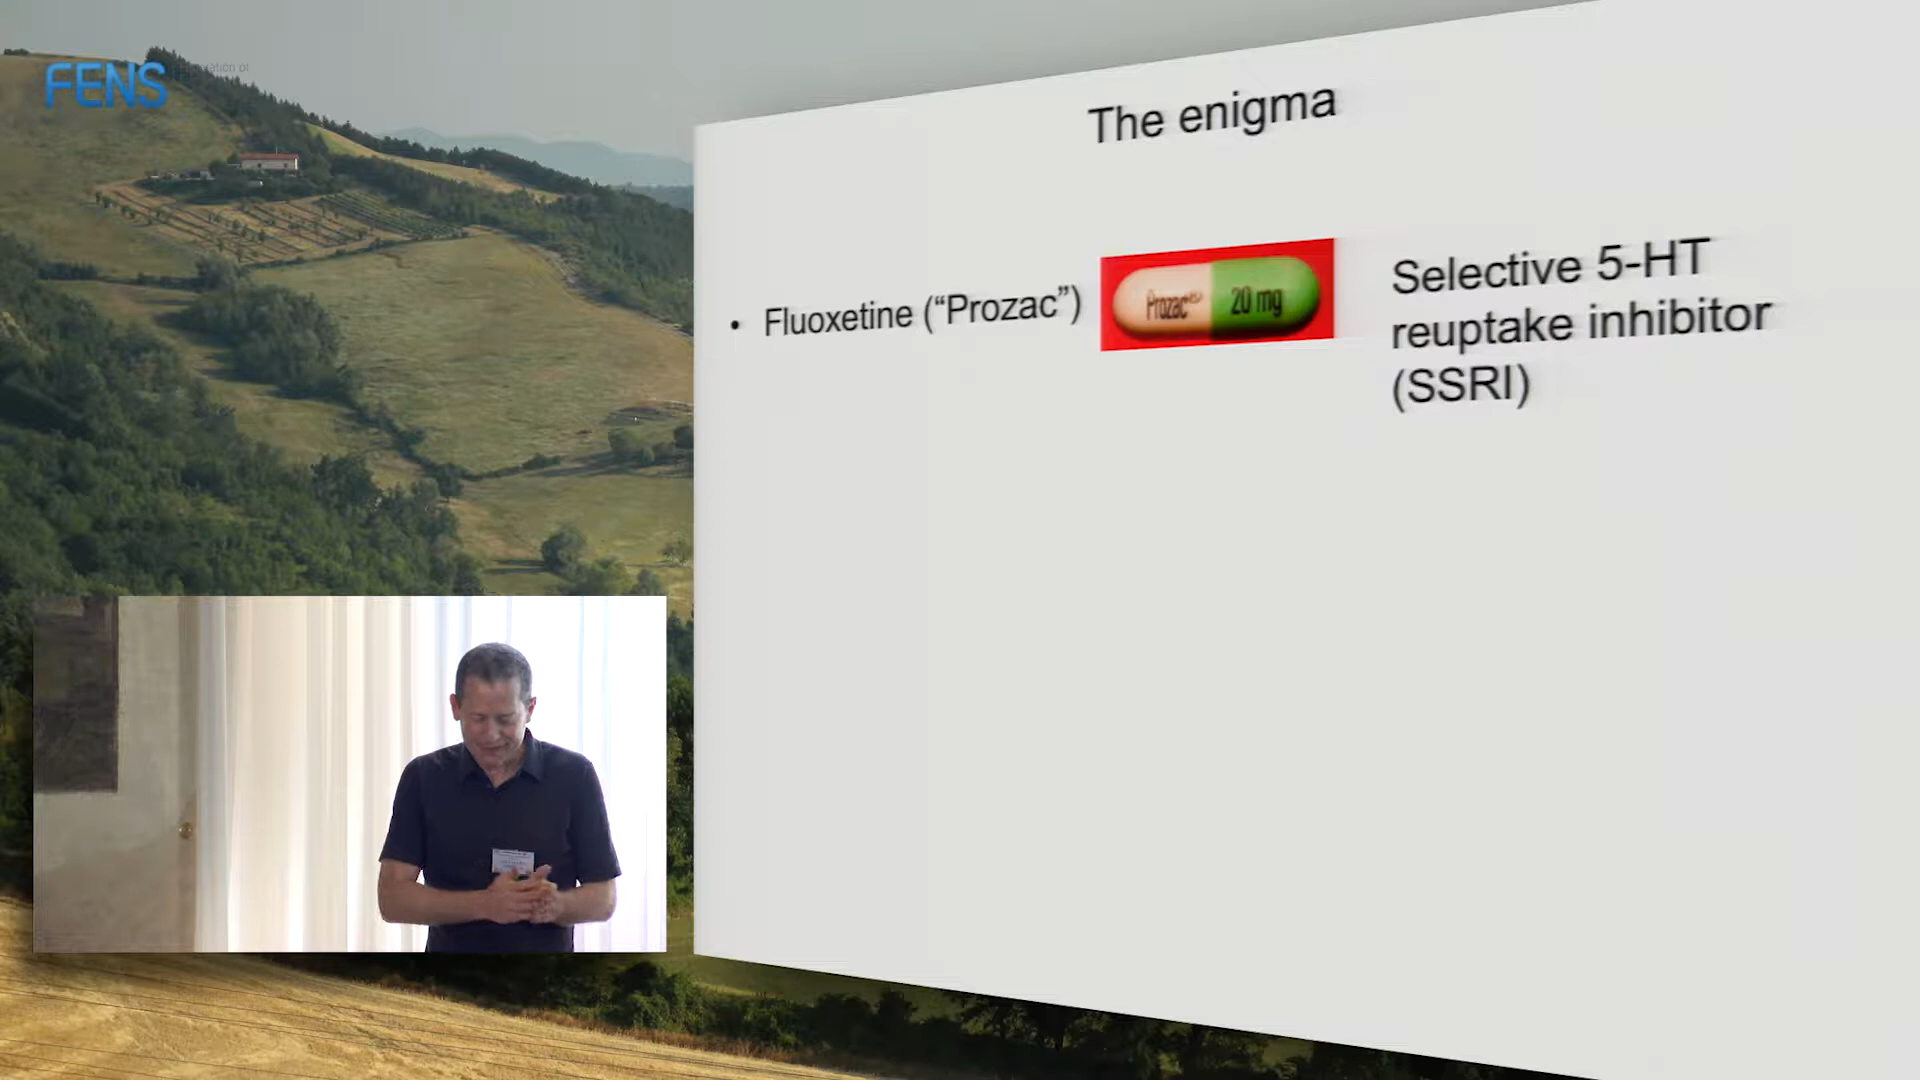 FENS
The enigma
• Fluoxetine (“Prozac”)
Prozac
20 mg
Selective 5-HT
reuptake inhibitor
(SSRI)